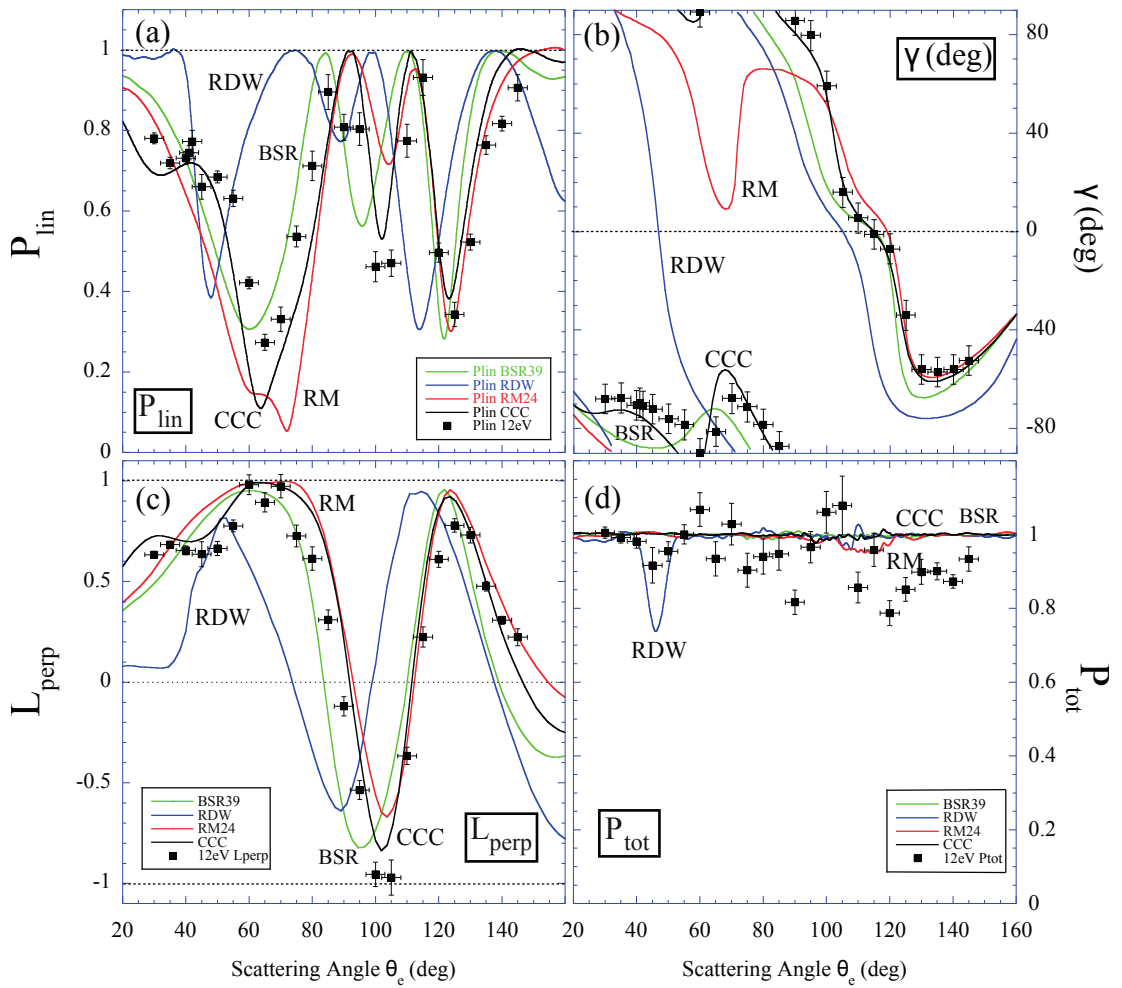 (a)
1
0.8
0.6
0.4
0.2
0
P_lin
RDW
BSR
RM
CCC
P_lin
Plin BSR39
Plin RDW
Plin RM24
Plin CCC
Plin 12eV
(b)
γ (deg)
80
40
0
-40
-80
γ (deg)
RM
RDW
CCC
BSR
(c)
1
0.5
0
-0.5
-1
L_perp
RM
RDW
BSR
CCC
L_perp
BSR39
RDW
RM24
CCC
12eV Lperp
20 40 60 80 100 120 140
Scattering Angle θ_e (deg)
(d)
CCC BSR
RM
RDW
P_tot
BSR39
RDW
RM24
CCC
12eV Ptot
1
0.8
0.6
0.4
0.2
0
P_tot
20 40 60 80 100 120 140 160
Scattering Angle θ_e (deg)